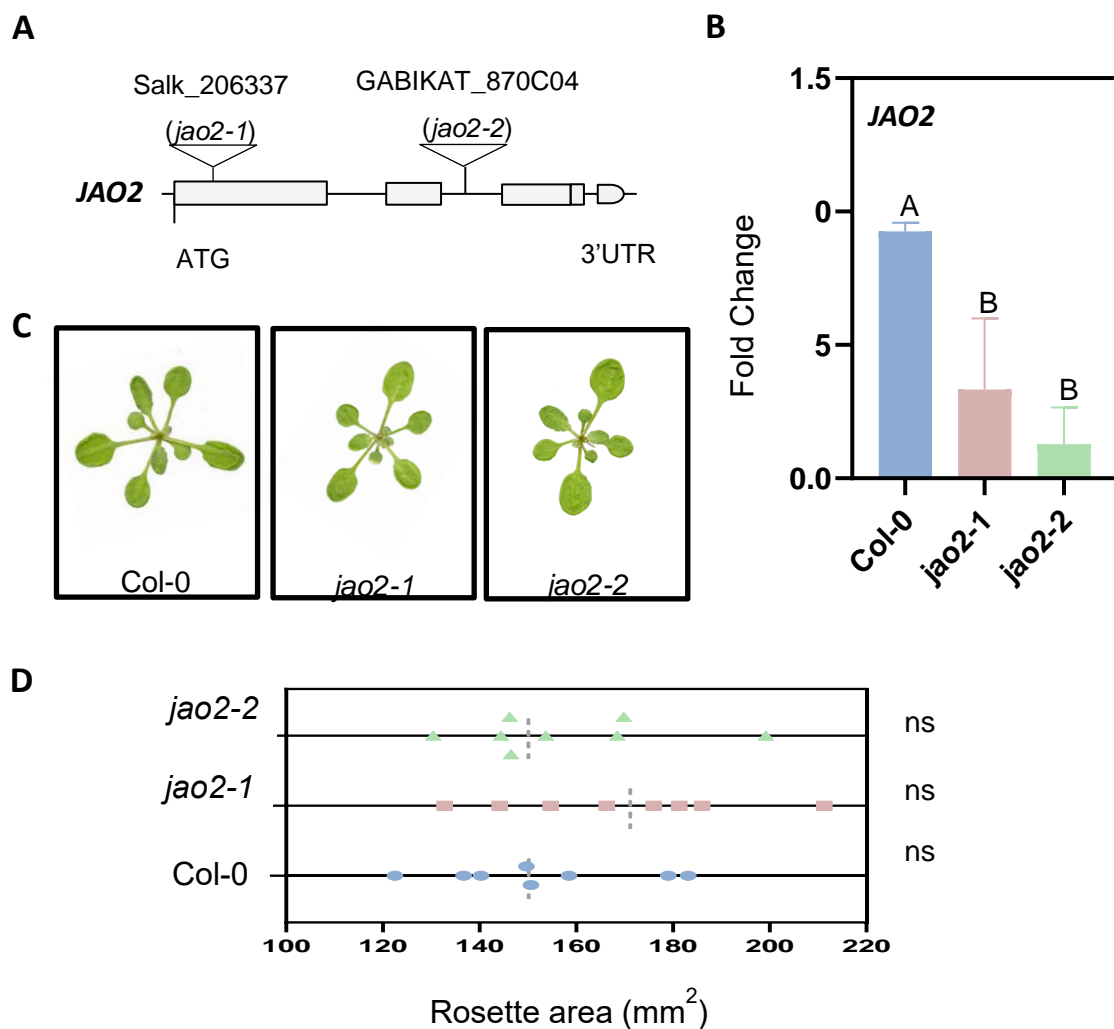 A
Salk_206337
GABIKAT_870C04
(jao2-1)
(jao2-2)
JAO2
ATG
3'UTR
B
1.5
0
5
0.0
Fold Change
JAO2
A
B
B
Col-0
jao2-1
jao2-2
C
Col-0
jao2-1
jao2-2
D
jao2-2
ns
jao2-1
ns
Col-0
ns
100 120 140 160 180 200 220
Rosette area (mm²)